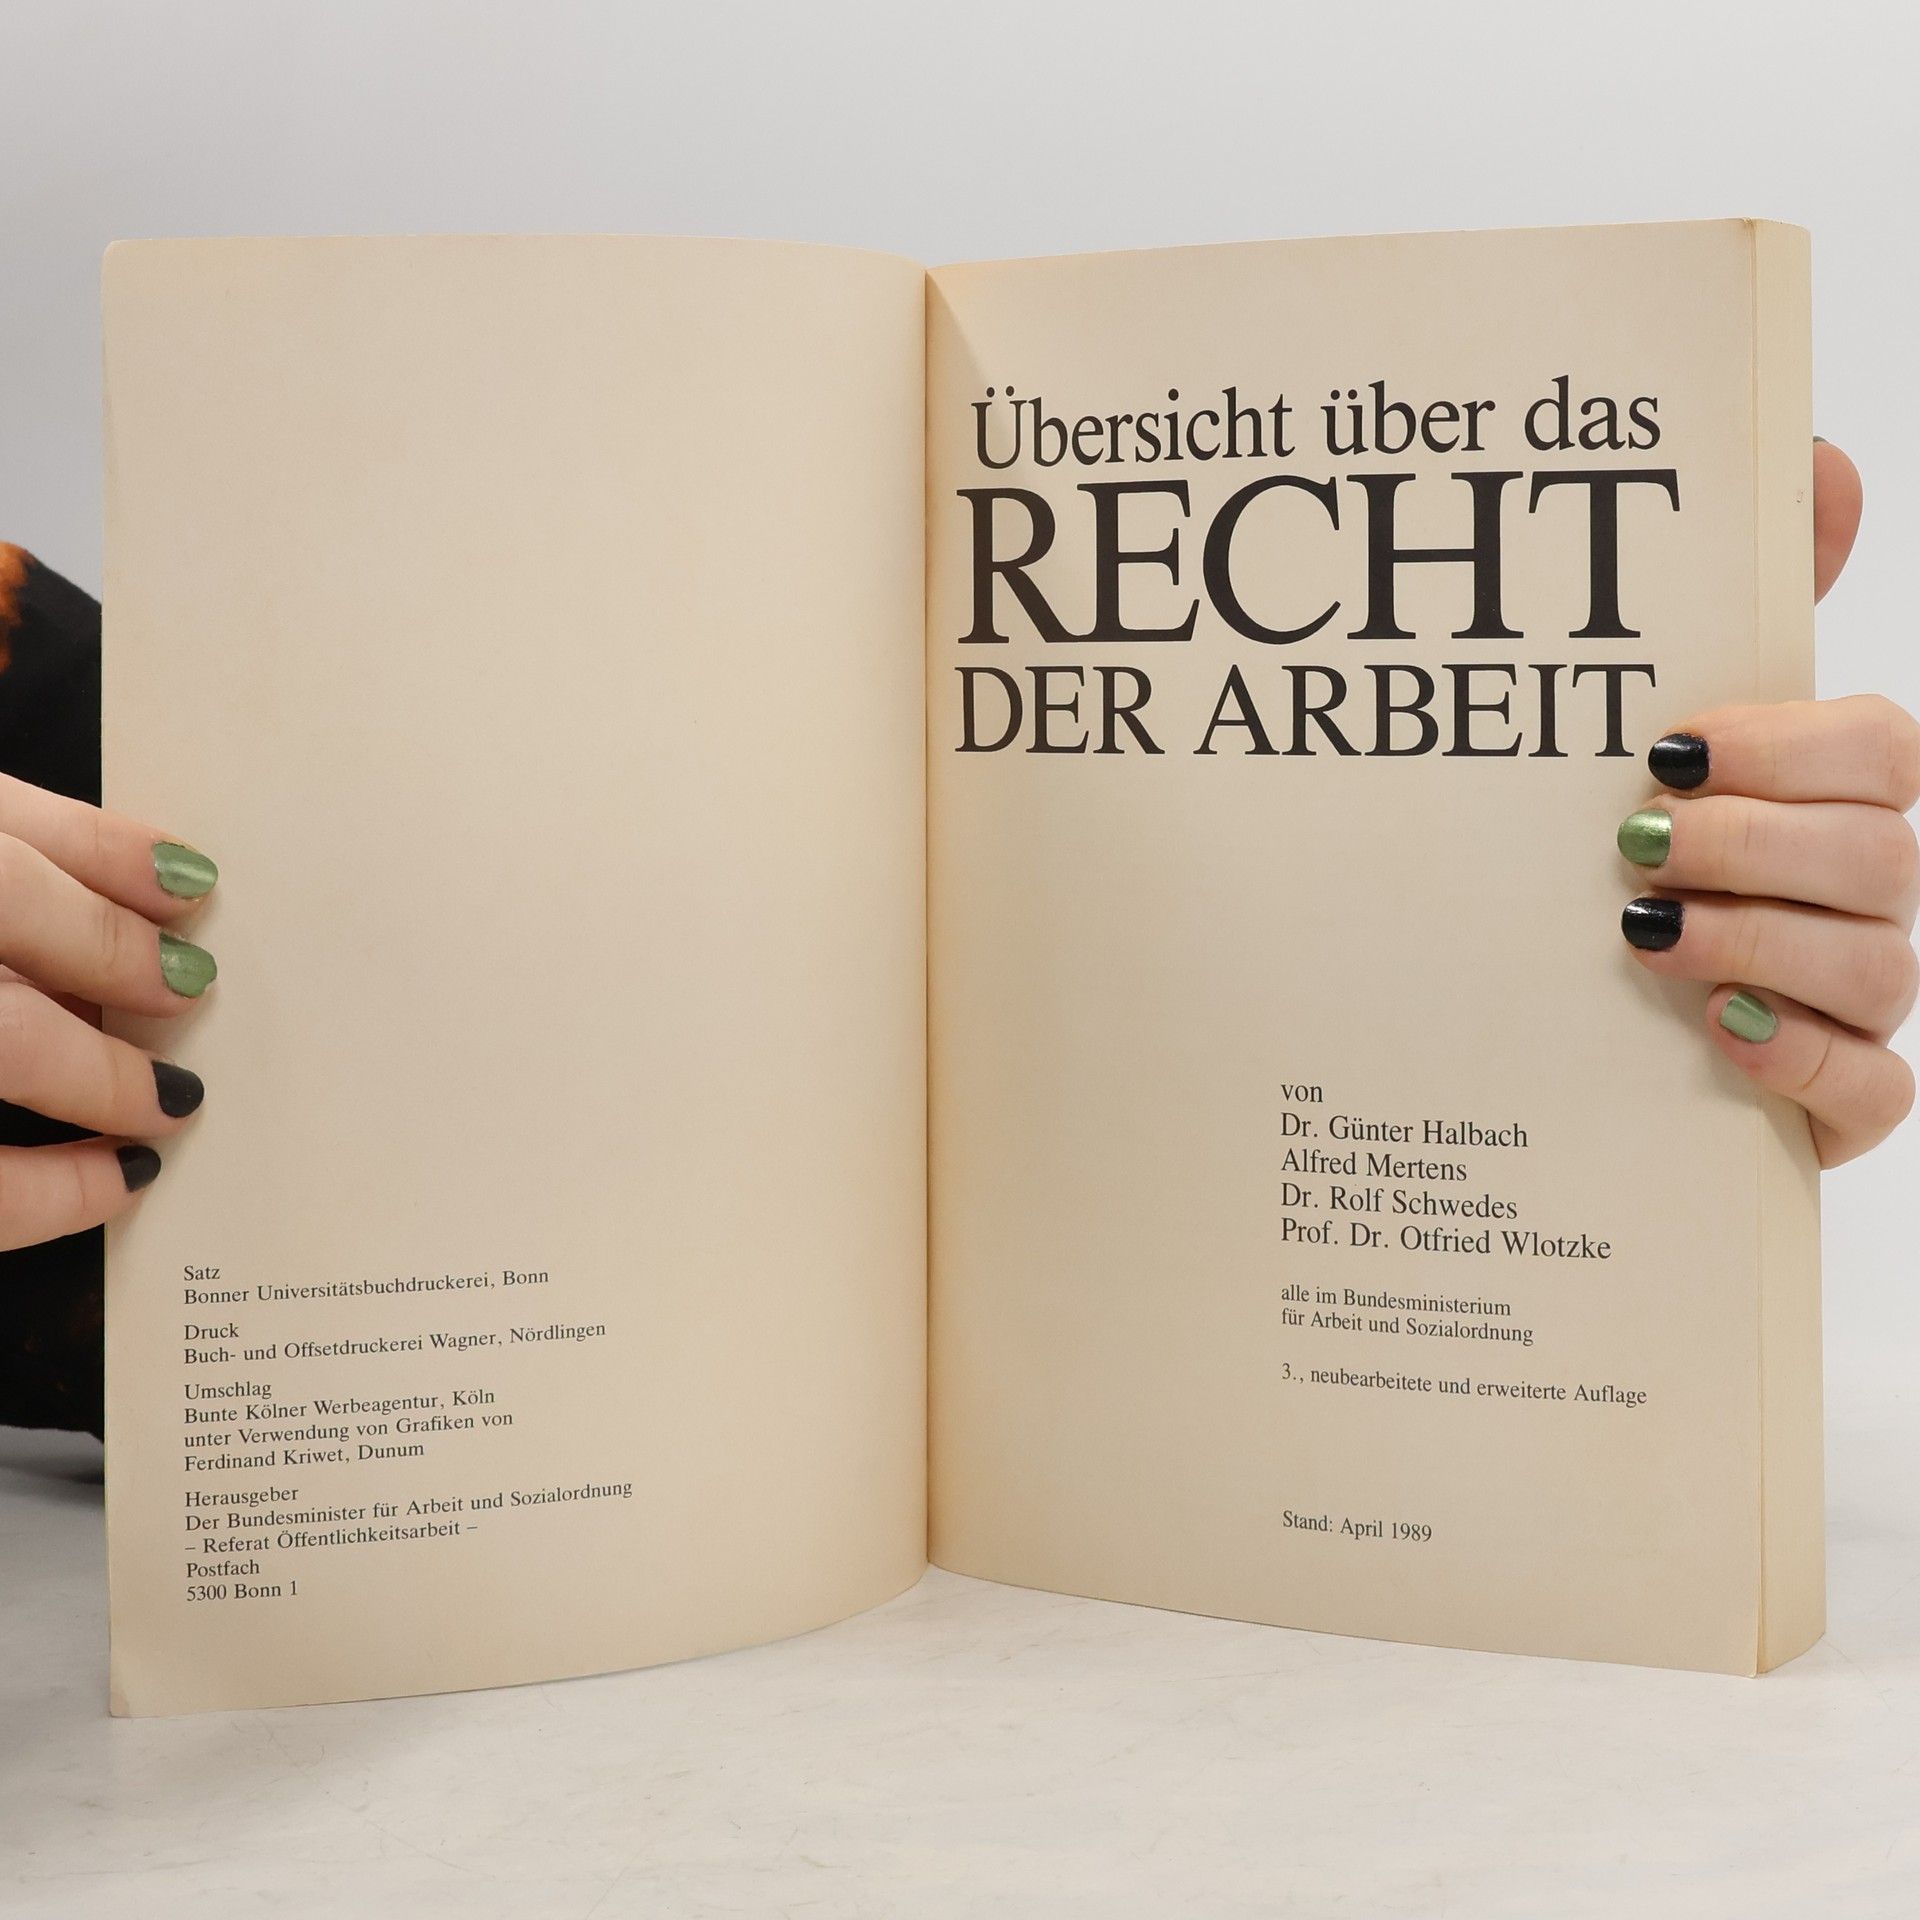 Satz
Bonner Universitätsbuchdruckerei, Bonn
Druck
Buch- und Offsetdruckerei Wagner, Nördlingen
Umschlag
Bunte Kölner Werbeagentur, Köln
unter Verwendung von Grafiken von
Ferdinand Kriwet, Dunum
Herausgeber
Der Bundesminister für Arbeit und Sozialordnung
– Referat Öffentlichkeitsarbeit –
Postfach
5300 Bonn 1
Übersicht über das
RECHT
DER ARBEIT
von
Dr. Günter Halbach
Alfred Mertens
Dr. Rolf Schwedes
Prof. Dr. Otfried Wlotzke
alle im Bundesministerium
für Arbeit und Sozialordnung
3., neubearbeitete und erweiterte Auflage
Stand: April 1989